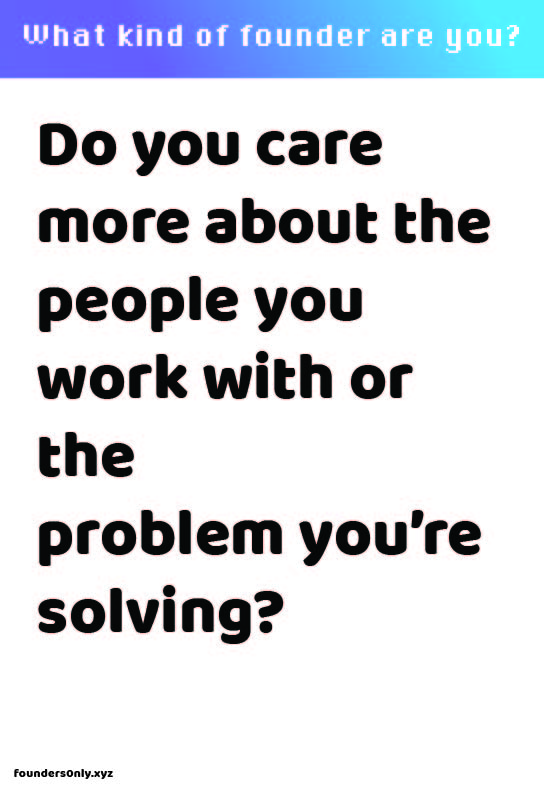 What kind of founder are you?
Do you care
more about the
people you
work with or
the
problem you’re
solving?
founders0nly.xyz